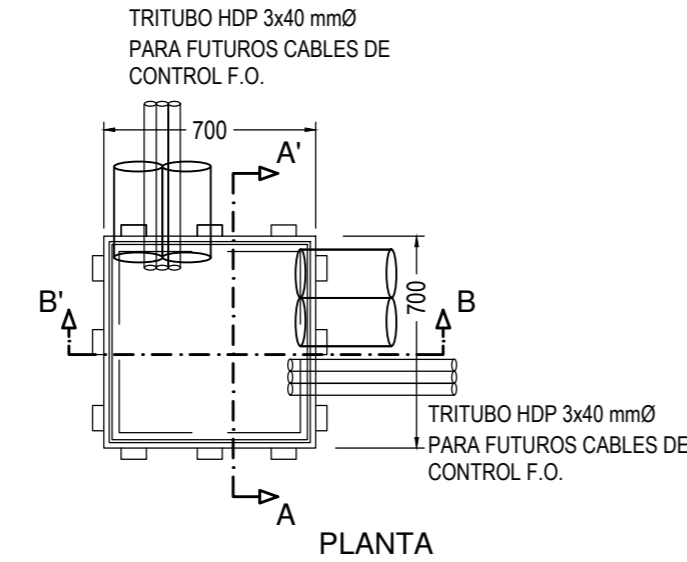 TRITUBO HDP 3x40 mmØ
PARA FUTUROS CABLES DE
CONTROL F.O.
700
A'
B'
B
700
TRITUBO HDP 3x40 mmØ
PARA FUTUROS CABLES DE
CONTROL F.O.
A
PLANTA